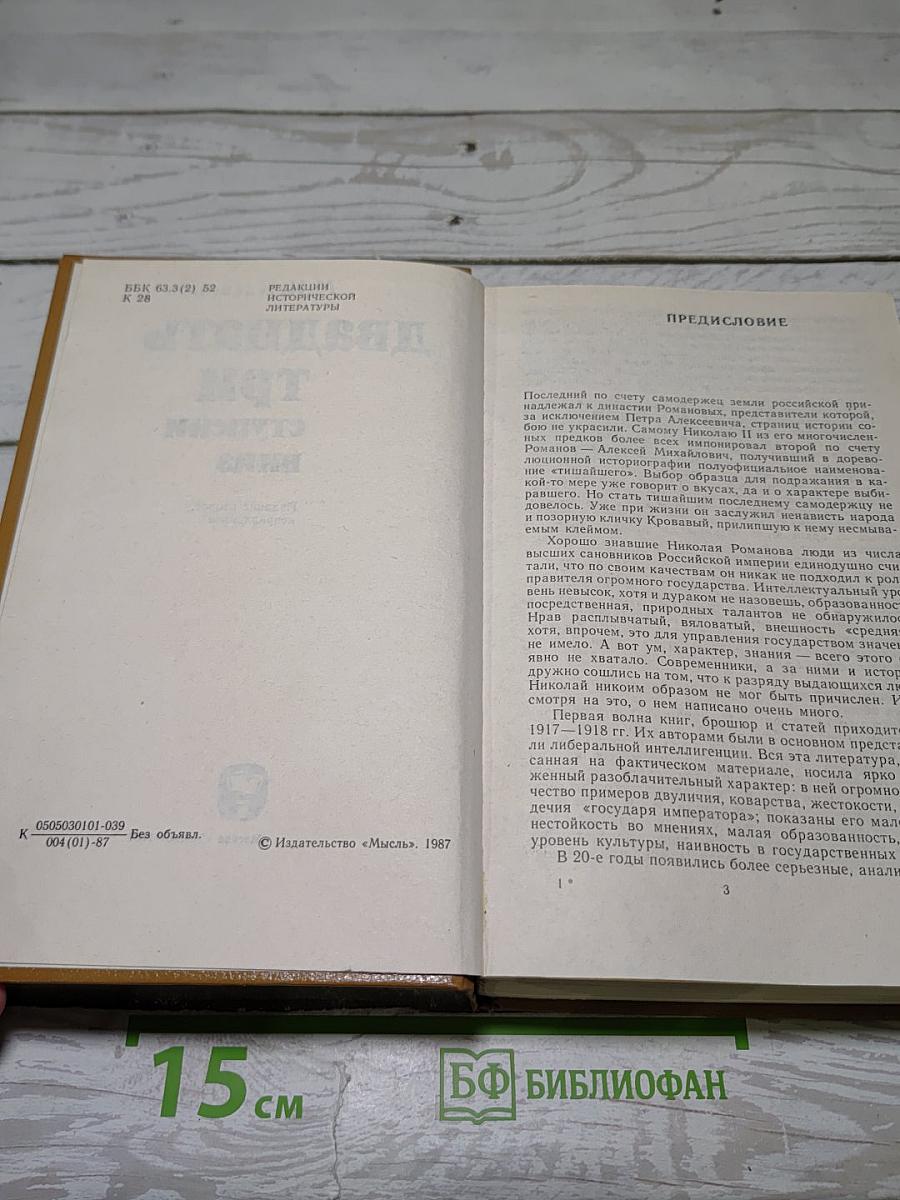 ББК 63.3(2) 52
К 28
РЕДАКЦИИ
ИСТОРИЧЕСКОЙ
ЛИТЕРАТУРЫ
ДВАДЦАТЬ
ТРИ
СТУПЕНИ
ВНИЗ
К 0505030101-039 Без объявл.
004(01)-87
© Издательство «Мысль». 1987
ПРЕДИСЛОВИЕ
Последний по счету самодержец земли российской при-
надлежал к династии Романовых, представители которой,
за исключением Петра Алексеевича, страниц истории со-
бою не украсили. Самому Николаю II из его многочислен-
ных предков более всех импонировал второй по счету
Романов — Алексей Михайлович, получивший в дорево-
люционной историографии полуофициальное наименова-
ние «тишайшего». Выбор образца для подражания в ка-
кой-то мере уже говорит о вкусах, да и о характере выби-
равшего. Но стать тишайшим последнему самодержцу не
довелось. Уже при жизни он заслужил ненависть народа
и позорную кличку Кровавый, прилипшую к нему несмыва-
емым клеймом.
Хорошо знавшие Николая Романова люди из числа
высших сановников Российской империи единодушно счи
тали, что по своим качествам он никак не подходил к рол
правителя огромного государства. Интеллектуальный уро
вень невысок, хотя и дураком не назовешь, образованност
посредственная, природных талантов не обнаружилос
Нрав расплывчатый, вяловатый, внешность «средняя
хотя, впрочем, это для управления государством значен
не имело. А вот ум, характер, знания — всего этого
явно не хватало. Современники, а за ними и истор
дружно сошлись на том, что к разряду выдающихся лю
Николай никоим образом не мог быть причислен. И
смотря на это, о нем написано очень много.
Первая волна книг, брошюр и статей приходитс
1917—1918 гг. Их авторами были в основном предста
ли либеральной интеллигенции. Вся эта литература,
санная на фактическом материале, носила ярко
женный разоблачительный характер: в ней огромно
чество примеров двуличия, коварства, жестокости,
дечия «государя императора»; показаны его мало
нестойкость во мнениях, малая образованность,
уровень культуры, наивность в государственных
В 20-е годы появились более серьезные, анали
1*
3
15 см
БФ БИБЛИОФАН